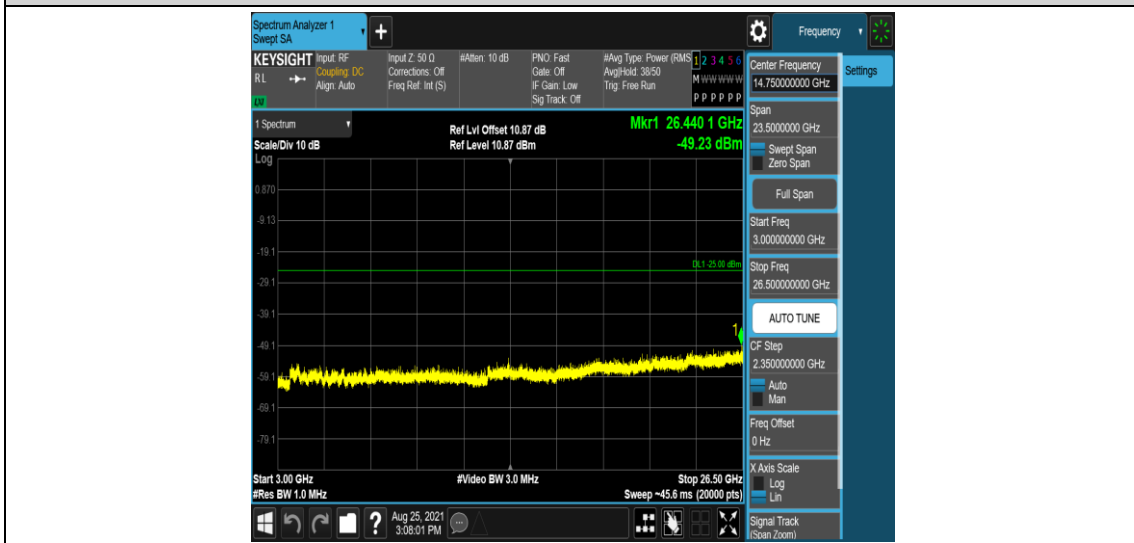 Spectrum Analyzer 1
Swept SA
+
Frequency
KEYSIGHT
RL
LXI
Input: RF
Coupling: DC
Align: Auto
Input Z: 50 Ω
Corrections: Off
Freq Ref: Int (S)
#Atten: 10 dB
PNO: Fast
Gate: Off
IF Gain: Low
Sig Track: Off
#Avg Type: Power (RMS
Avg|Hold: 38/50
Trig: Free Run
1 2 3 4 5 6
M W W W W W
P P P P P P
1 Spectrum
Scale/Div 10 dB
Log
Ref Lvl Offset 10.87 dB
Ref Level 10.87 dBm
Mkr1 26.440 1 GHz
-49.23 dBm
0.870
-9.13
-19.1
DL1 -25.00 dBm
-29.1
-39.1
1
-49.1
-59.1
-69.1
-79.1
Start 3.00 GHz
#Video BW 3.0 MHz
Stop 26.50 GHz
#Res BW 1.0 MHz
Sweep ~45.6 ms (20000 pts)
Center Frequency
14.750000000 GHz
Settings
Span
23.5000000 GHz
Swept Span
Zero Span
Full Span
Start Freq
3.000000000 GHz
Stop Freq
26.500000000 GHz
AUTO TUNE
CF Step
2.350000000 GHz
Auto
Man
Freq Offset
0 Hz
X Axis Scale
Log
Lin
Signal Track
(Span Zoom)
?
Aug 25, 2021
3:08:01 PM